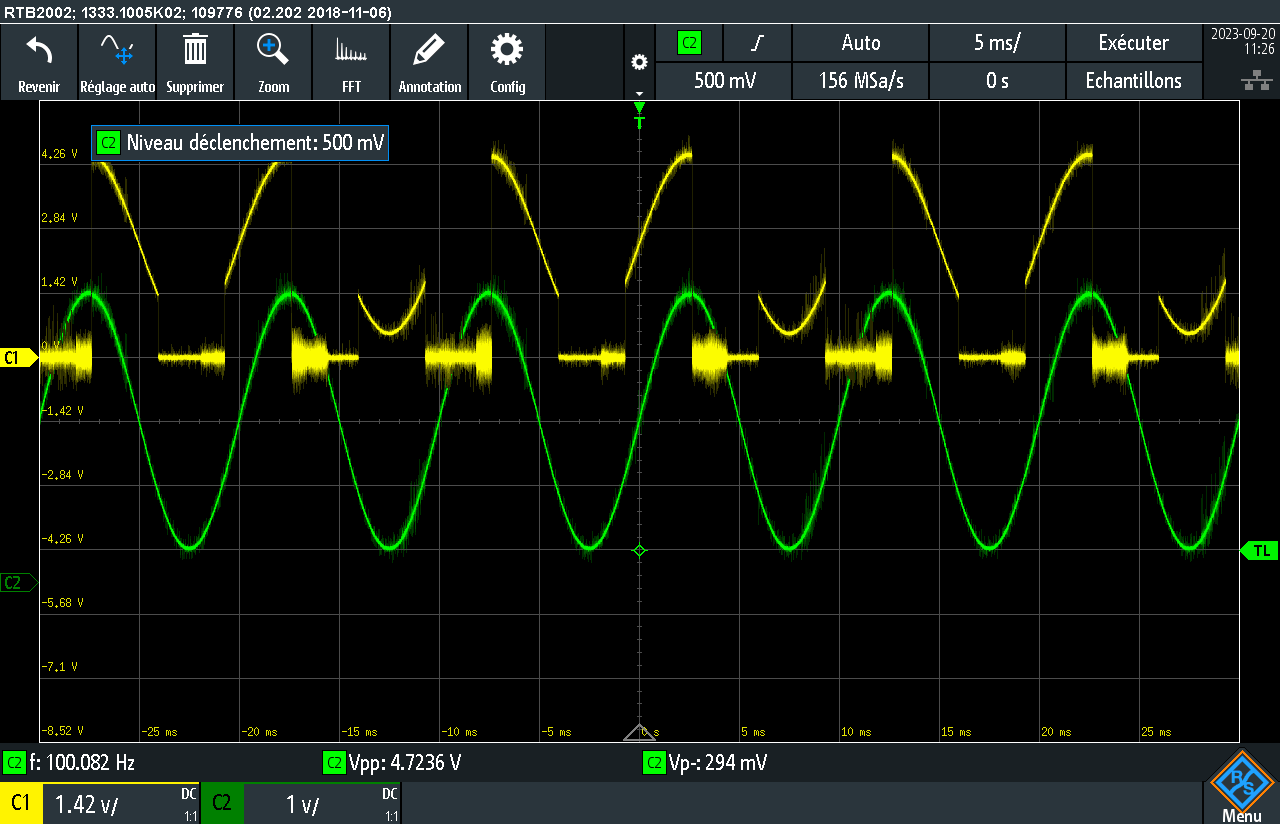 RTB2002; 1333.1005K02; 109776 (02.202 2018-11-06)
Revenir
Réglage auto
Supprimer
Zoom
FFT
Annotation
Config
C2
Auto
5 ms/
Exécuter
500 mV
156 MSa/s
0 s
Echantillons
2023-09-20
11:26
T
C2 Niveau déclenchement: 500 mV
4.26 V
2.84 V
1.42 V
0 V
-1.42 V
-2.84 V
-4.26 V
-5.68 V
-7.1 V
-8.52 V
C1
C2
TL
-25 ms
-20 ms
-15 ms
-10 ms
-5 ms
0 s
5 ms
10 ms
15 ms
20 ms
25 ms
C2 f: 100.082 Hz
C2 Vpp: 4.7236 V
C2 Vp-: 294 mV
C1 1.42 v/ DC 1:1
C2 1 v/ DC 1:1
R S
Menu